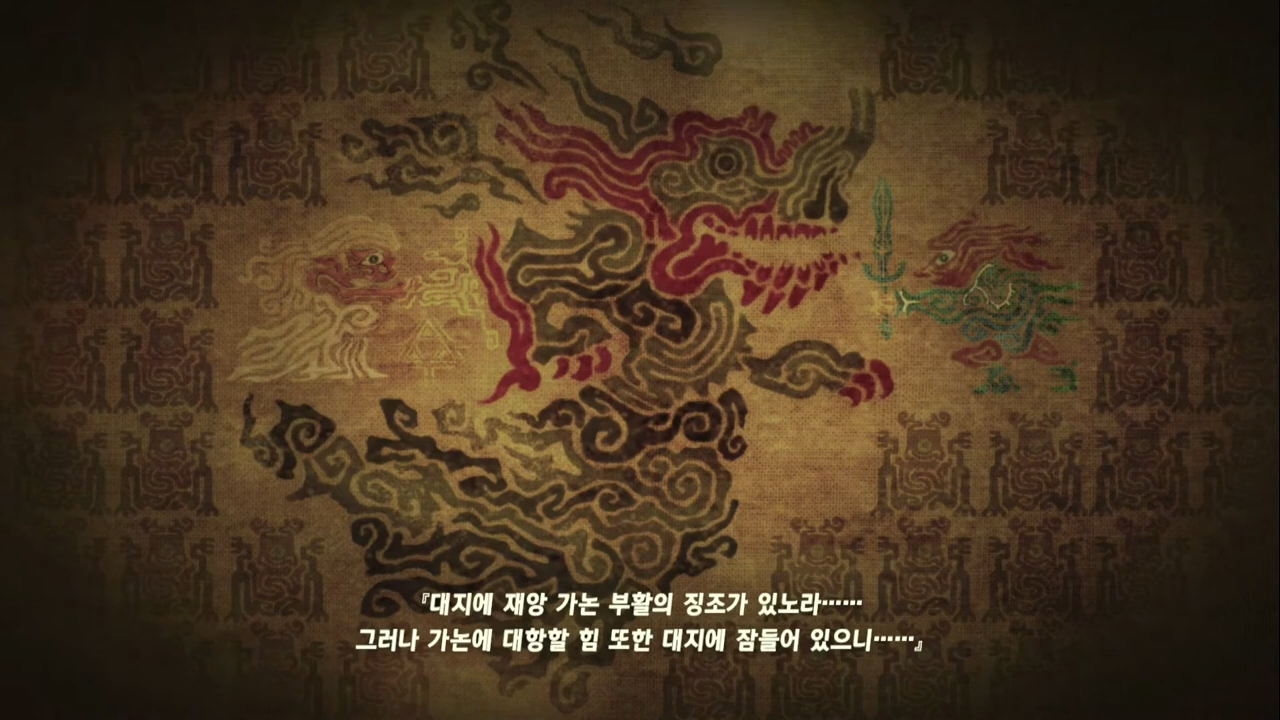 『대지에 재앙 가논 부활의 징조가 있노라⋯⋯
그러나 가논에 대항할 힘 또한 대지에 잠들어 있으니⋯⋯』